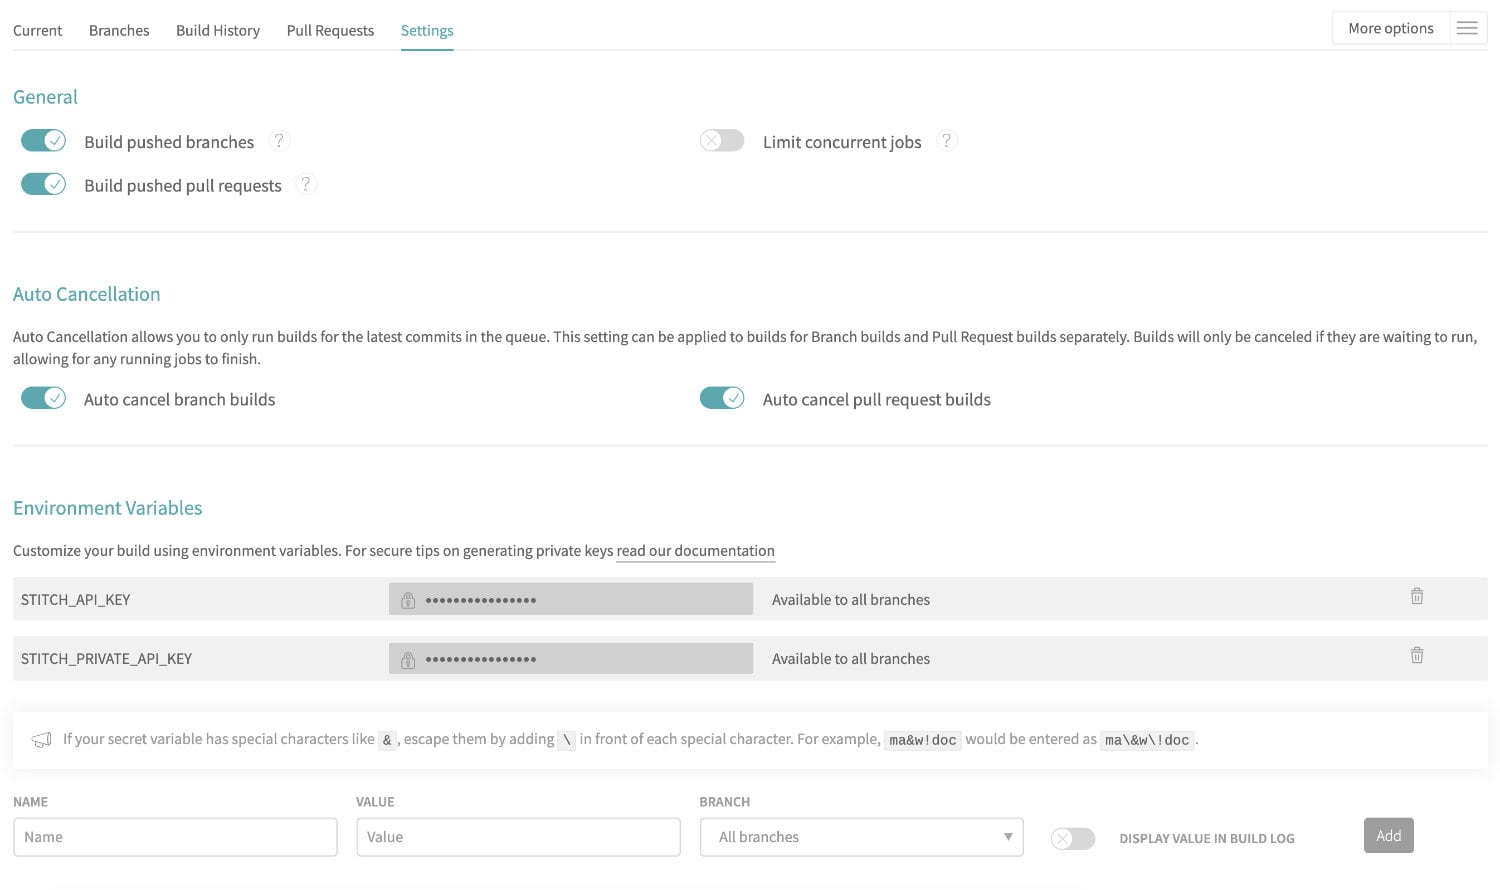 Current Branches Build History Pull Requests Settings More options
General
Build pushed branches ? Limit concurrent jobs ?
Build pushed pull requests ?
Auto Cancellation
Auto Cancellation allows you to only run builds for the latest commits in the queue. This setting can be applied to builds for Branch builds and Pull Request builds separately. Builds will only be canceled if they are waiting to run,
allowing for any running jobs to finish.
Auto cancel branch builds Auto cancel pull request builds
Environment Variables
Customize your build using environment variables. For secure tips on generating private keys read our documentation
STITCH_API_KEY •••••••••••••••• Available to all branches
STITCH_PRIVATE_API_KEY •••••••••••••••• Available to all branches
If your secret variable has special characters like &, escape them by adding \ in front of each special character. For example, ma&w!doc would be entered as ma\&w\!doc.
NAME VALUE BRANCH
Name Value All branches DISPLAY VALUE IN BUILD LOG Add